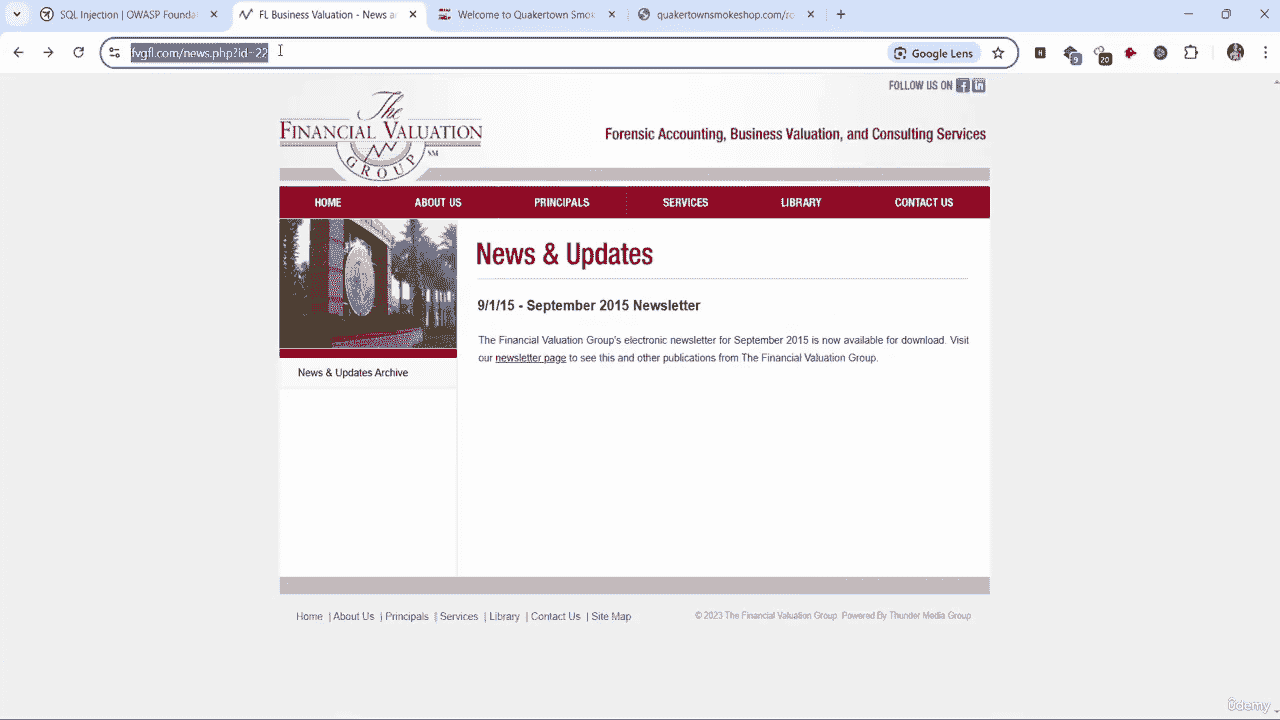 SQL Injection | OWASP Founda
FL Business Valuation - News a
Welcome to Quakertown Smo
quakertownsmokeshop.com/co
fvgfl.com/news.php?id=22
Google Lens
9
20
FOLLOW US ON
The
FINANCIAL VALUATION
GROUP
SM
Forensic Accounting, Business Valuation, and Consulting Services
HOME
ABOUT US
PRINCIPALS
SERVICES
LIBRARY
CONTACT US
News & Updates
9/1/15 - September 2015 Newsletter
The Financial Valuation Group's electronic newsletter for September 2015 is now available for download. Visit
our newsletter page to see this and other publications from The Financial Valuation Group.
News & Updates Archive
Home | About Us | Principals || Services | Library | Contact Us | Site Map
© 2023 The Financial Valuation Group. Powered By Thunder Media Group
ûdemy